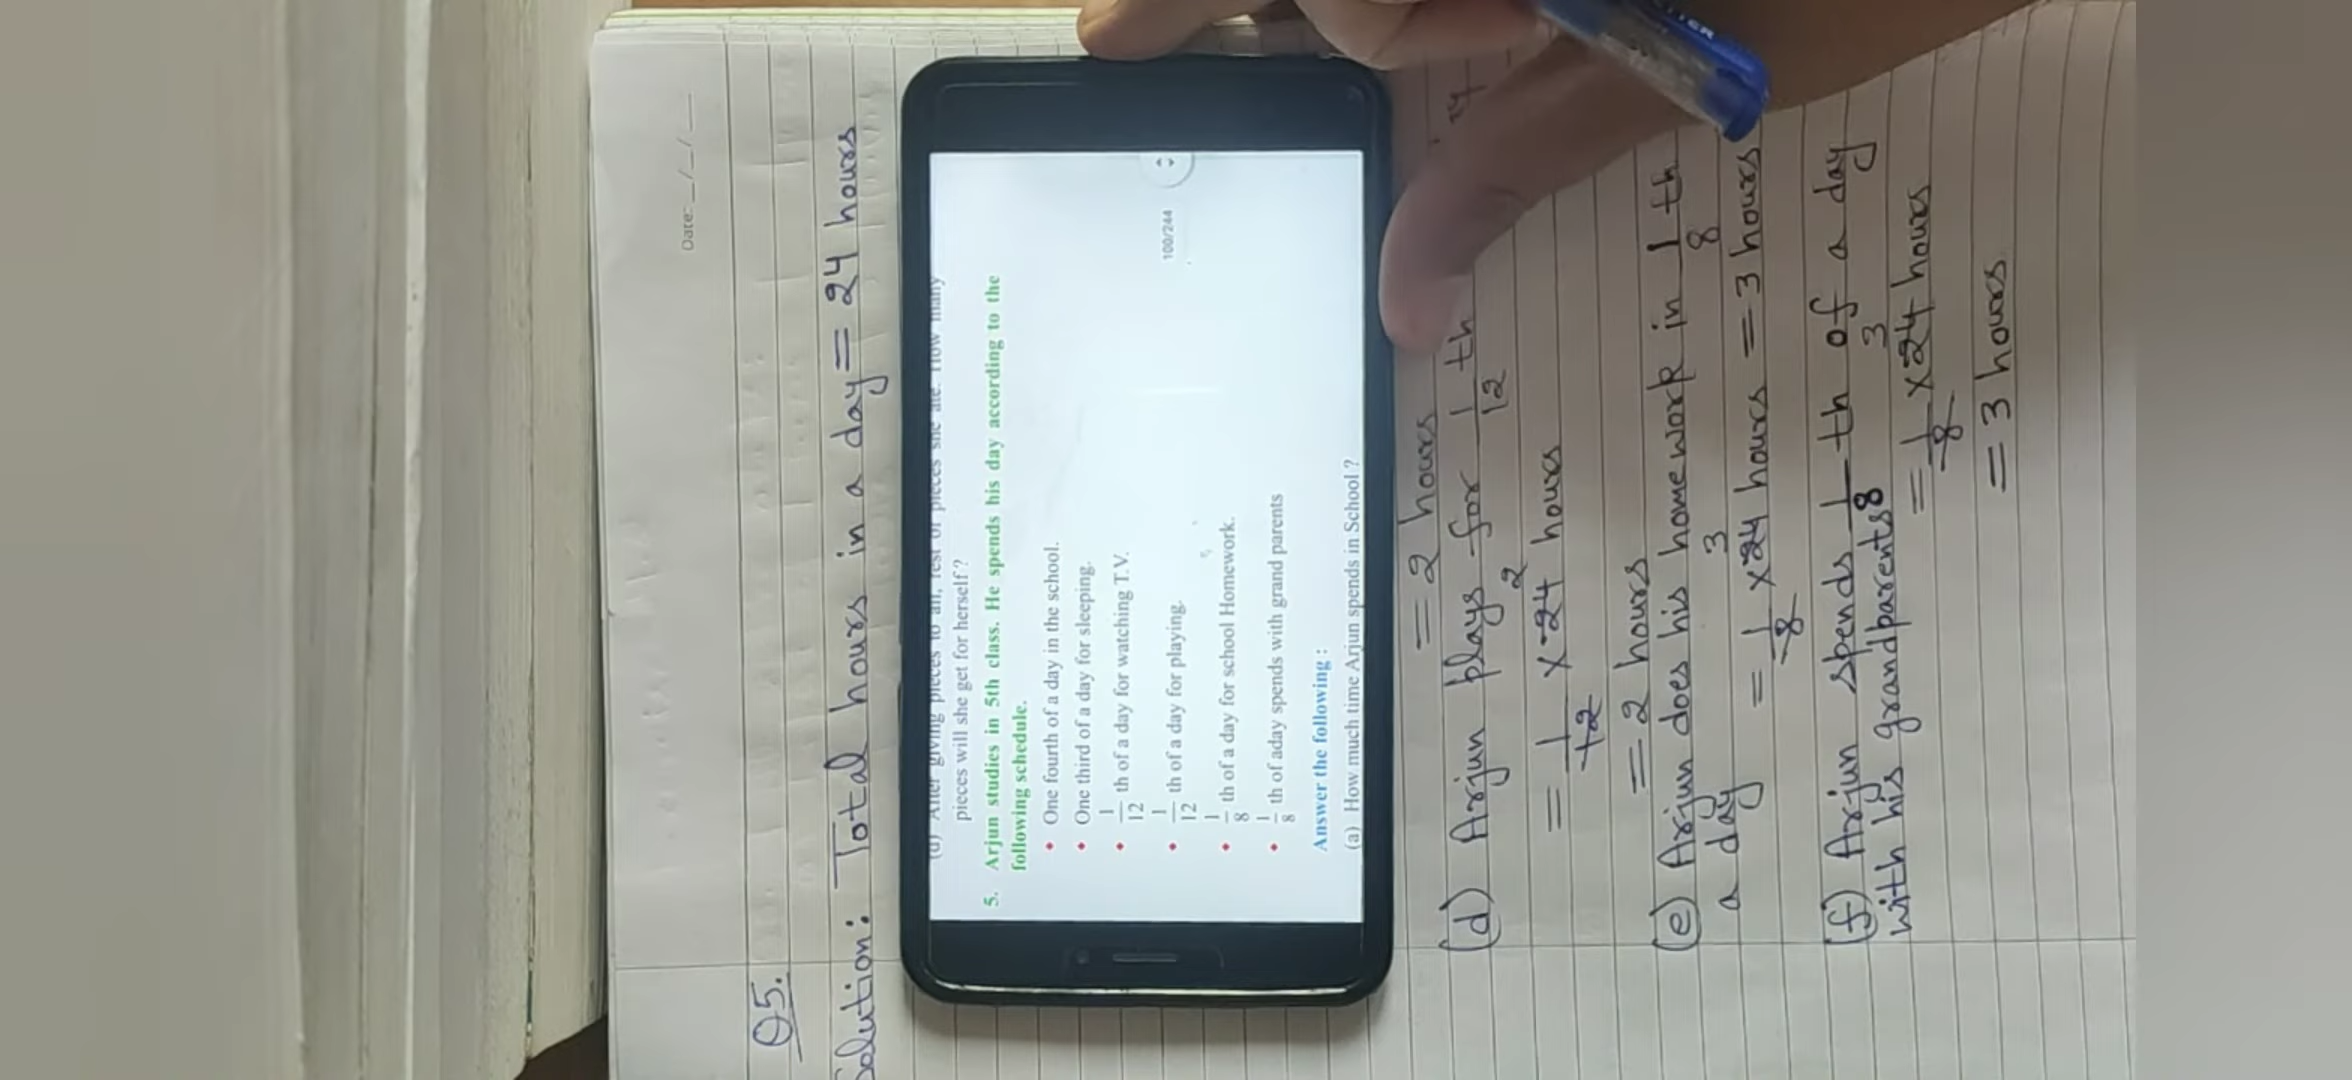 Date: _/_/_
Q5.
Solution: Total hours in a day = 24 hours
pieces will she get for herself?
5. Arjun studies in 5th class. He spends his day according to the
following schedule.
• One fourth of a day in the school.
• One third of a day for sleeping.
• 1/12 th of a day for watching T.V.
• 1/12 th of a day for playing.
100/244
• 1/8 th of a day for school Homework.
• 1/8 th of aday spends with grand parents
Answer the following :
(a) How much time Arjun spends in School ?
= 2 hours
(d) Arjun plays for 1/12 th
= 1/12 x 24 hours 2
= 2 hours
(e) Arjun does his homework in 1/8 th
a day = 1/8 x 24 hours = 3 hours 3
(f) Arjun spends 1/8 th of a day
with his grandparents = 1/8 x 24 hours 3
= 3 hours